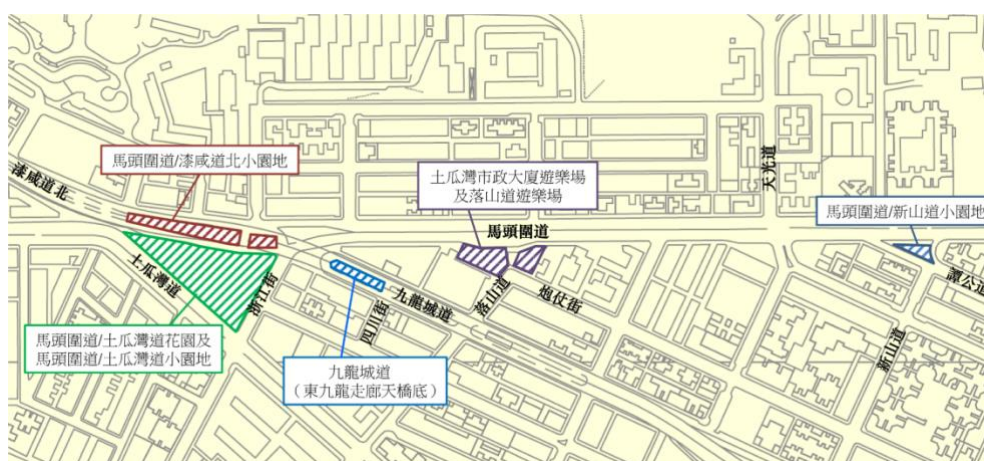 馬頭圍道/漆咸道北小園地
土瓜灣市政大廈遊樂場
及落山道遊樂場
天光道
漆咸道北
馬頭圍道/新山道小園地
馬頭圍道
土瓜灣道
浙江街
九龍城道
落山道
炮仗街
譚公道
四川街
新山道
馬頭圍道/土瓜灣道花園及
馬頭圍道/土瓜灣道小園地
九龍城道
（東九龍走廊天橋底）